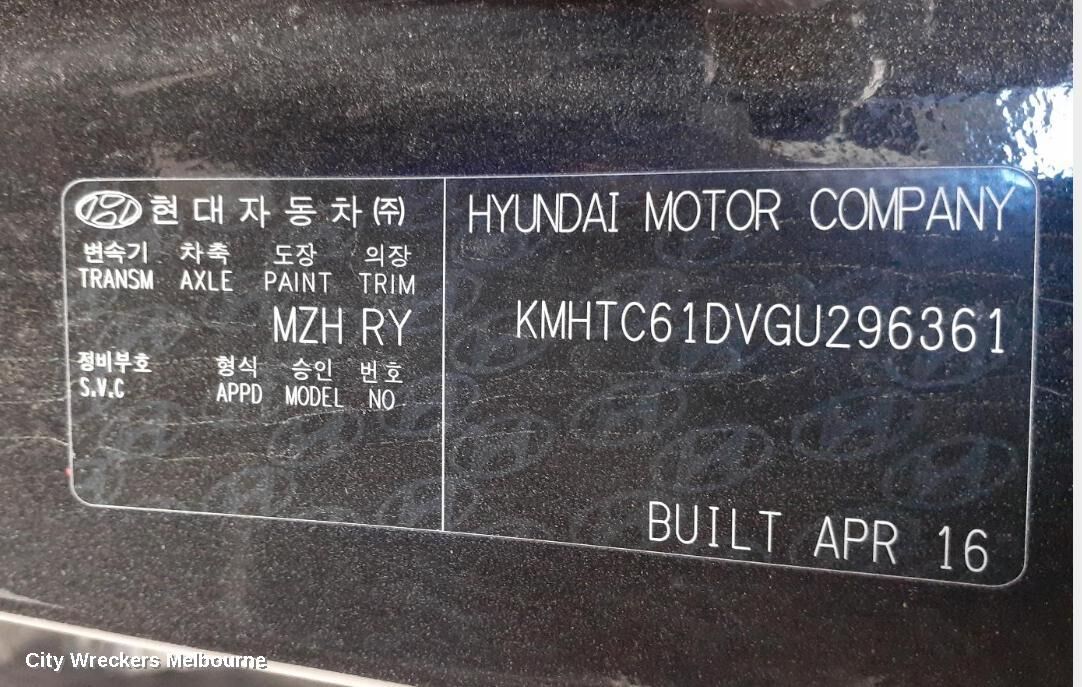 현대자동차(주)
변속기 차축 도장 의장
TRANSM AXLE PAINT TRIM
MZH RY
정비부호 형식 승인 번호
S.V.C APPD MODEL NO
HYUNDAI MOTOR COMPANY
KMHTC61DVGU296361
BUILT APR 16
City Wreckers Melbourne